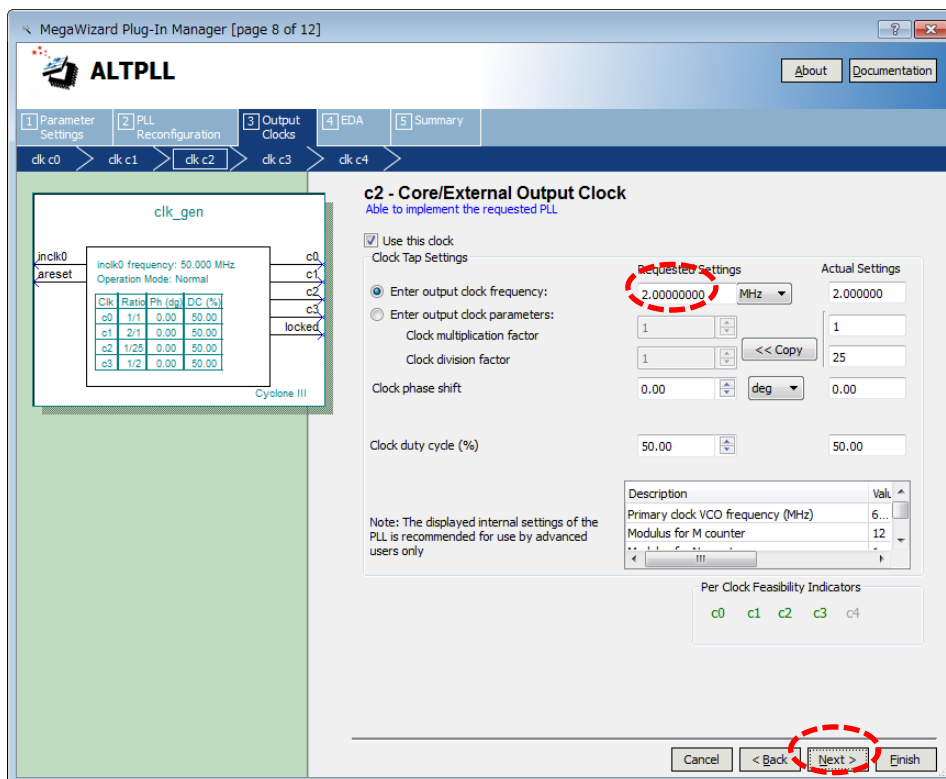 MegaWizard Plug-In Manager [page 8 of 12]
ALTPLL
About
Documentation
1 Parameter Settings
2 PLL Reconfiguration
3 Output Clocks
4 EDA
5 Summary
clk c0
clk c1
clk c2
clk c3
clk c4
clk_gen
inclk0
areset
inclk0 frequency: 50.000 MHz
Operation Mode: Normal
Clk Ratio Ph (dg) DC (%)
c0 1/1 0.00 50.00
c1 2/1 0.00 50.00
c2 1/25 0.00 50.00
c3 1/2 0.00 50.00
c0
c1
c2
c3
locked
Cyclone III
c2 - Core/External Output Clock
Able to implement the requested PLL
Use this clock
Clock Tap Settings
Requested Settings
Actual Settings
Enter output clock frequency:
2.00000000
MHz
2.000000
Enter output clock parameters:
Clock multiplication factor
1
1
Clock division factor
1
<< Copy
25
Clock phase shift
0.00
deg
0.00
Clock duty cycle (%)
50.00
50.00
Note: The displayed internal settings of the
PLL is recommended for use by advanced
users only
Description
Primary clock VCO frequency (MHz) 6...
Modulus for M counter 12
Per Clock Feasibility Indicators
c0 c1 c2 c3 c4
Cancel
< Back
Next >
Finish